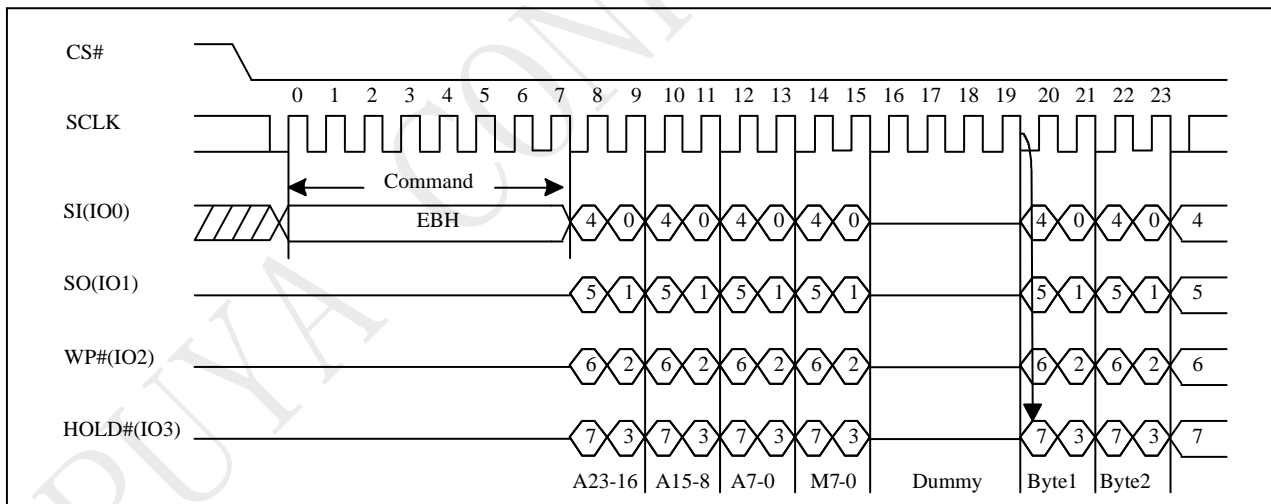 CS#
0 1 2 3 4 5 6 7 8 9 10 11 12 13 14 15 16 17 18 19 20 21 22 23
SCLK
Command
SI(IO0) EBH 4 0 4 0 4 0 4 0 4 0 4 0 4
SO(IO1) 5 1 5 1 5 1 5 1 5 1 5 1 5
WP#(IO2) 6 2 6 2 6 2 6 2 6 2 6 2 6
HOLD#(IO3) 7 3 7 3 7 3 7 3 7 3 7 3 7
A23-16 A15-8 A7-0 M7-0 Dummy Byte1 Byte2
PUYA CONF